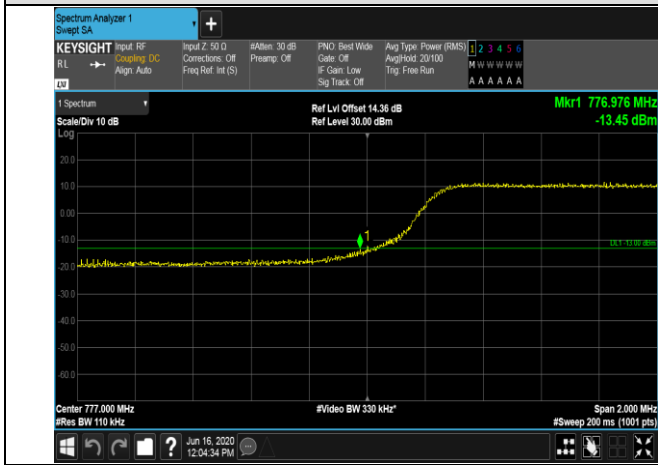 Spectrum Analyzer 1
Swept SA
+
KEYSIGHT
RL
LXI
Input: RF
Coupling: DC
Align: Auto
Input Z: 50 Ω
Corrections: Off
Freq Ref: Int (S)
#Atten: 30 dB
Preamp: Off
PNO: Best Wide
Gate: Off
IF Gain: Low
Sig Track: Off
Avg Type: Power (RMS)
Avg|Hold: 20/100
Trig: Free Run
1 2 3 4 5 6
M W W W W W
A A A A A A
1 Spectrum
Scale/Div 10 dB
Log
Ref Lvl Offset 14.36 dB
Ref Level 30.00 dBm
Mkr1 776.976 MHz
-13.45 dBm
20.0
10.0
0.00
-10.0
1
DL1 -13.00 dBm
-20.0
-30.0
-40.0
-50.0
-60.0
Center 777.000 MHz
#Res BW 110 kHz
#Video BW 330 kHz*
Span 2.000 MHz
#Sweep 200 ms (1001 pts)
?
Jun 16, 2020
12:04:34 PM